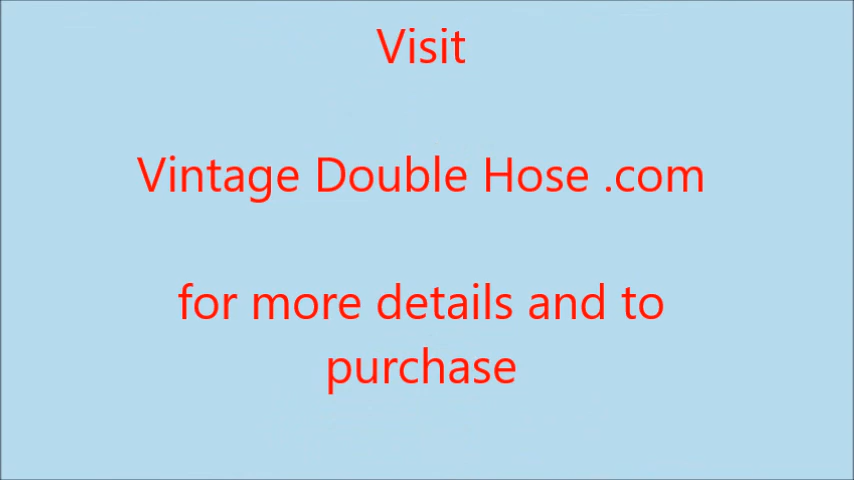 Visit
Vintage Double Hose .com
for more details and to
purchase